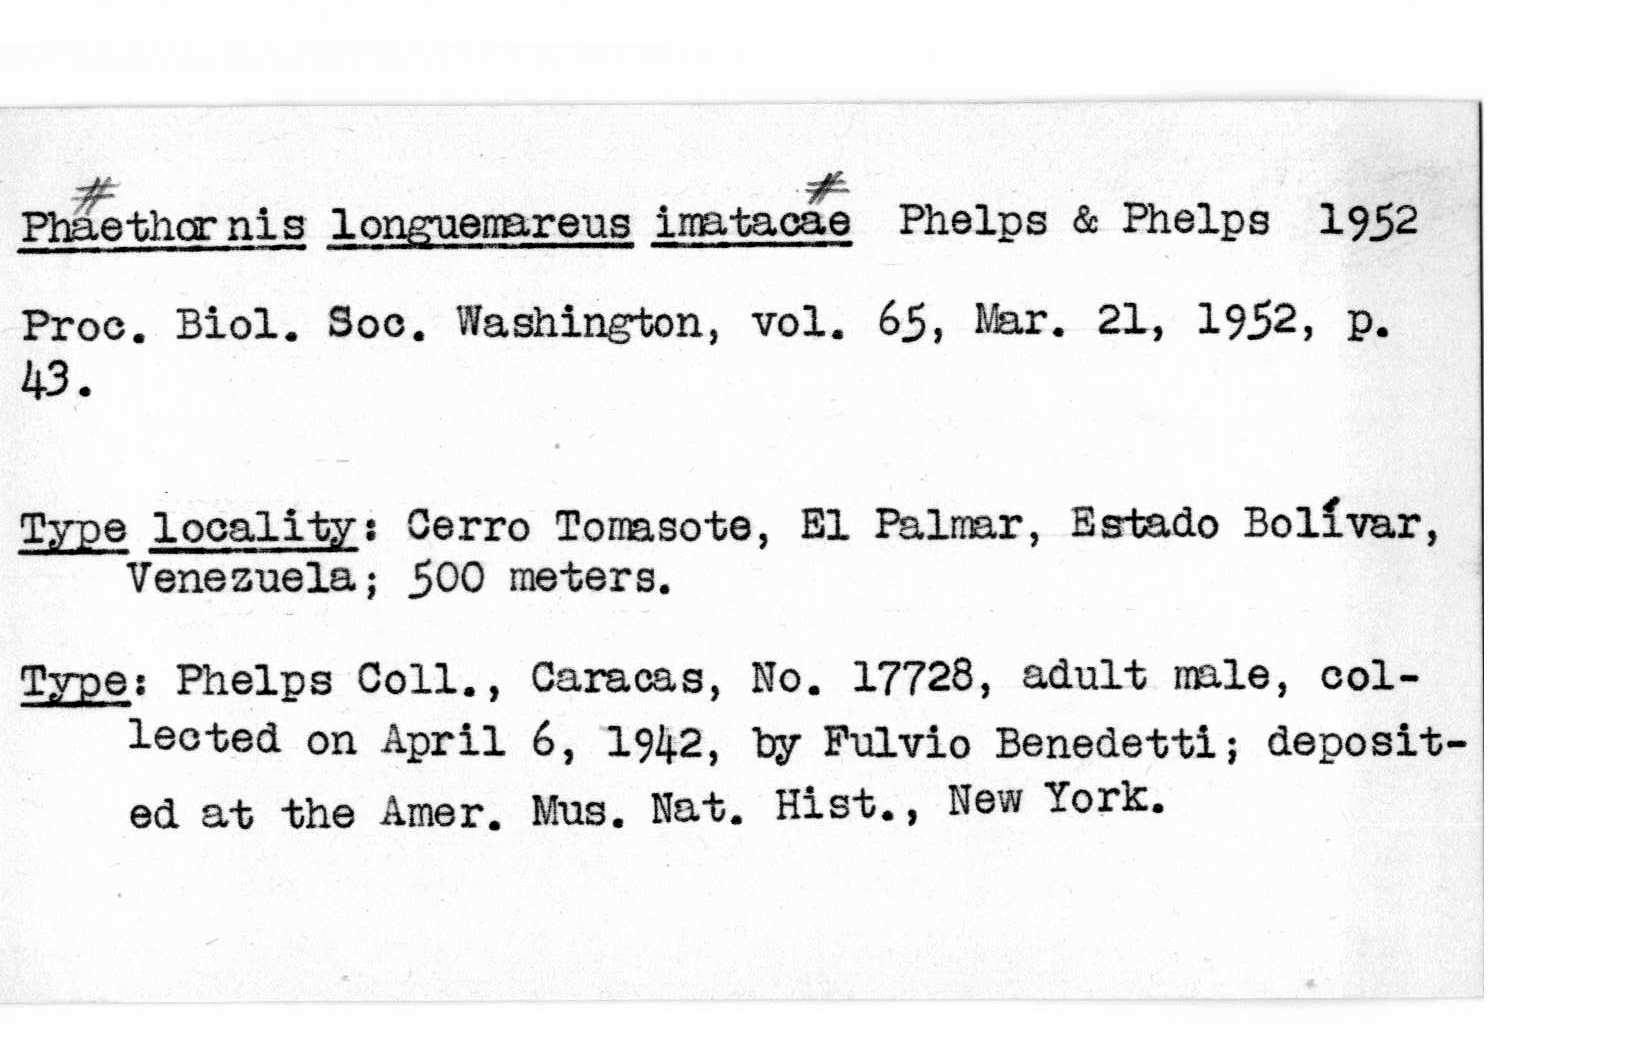 # #
Phaethornis longuemareus imatacae Phelps & Phelps 1952
Proc. Biol. Soc. Washington, vol. 65, Mar. 21, 1952, p.
43.
Type locality: Cerro Tomasote, El Palmar, Estado Bolívar,
Venezuela; 500 meters.
Type: Phelps Coll., Caracas, No. 17728, adult male, col-
lected on April 6, 1942, by Fulvio Benedetti; deposit-
ed at the Amer. Mus. Nat. Hist., New York.